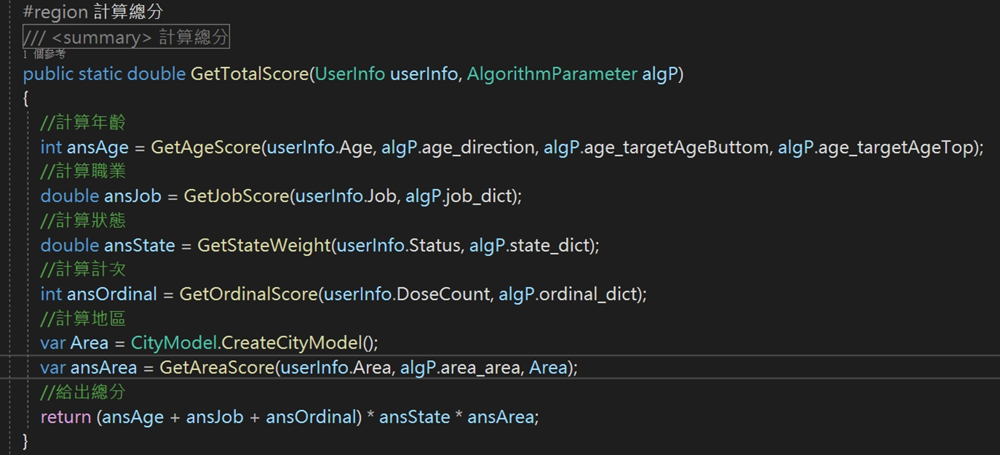 #region 計算總分
/// <summary> 計算總分
1 個參考
public static double GetTotalScore(UserInfo userInfo, AlgorithmParameter algP)
{
//計算年齡
int ansAge = GetAgeScore(userInfo.Age, algP.age_direction, algP.age_targetAgeButtom, algP.age_targetAgeTop);
//計算職業
double ansJob = GetJobScore(userInfo.Job, algP.job_dict);
//計算狀態
double ansState = GetStateWeight(userInfo.Status, algP.state_dict);
//計算計次
int ansOrdinal = GetOrdinalScore(userInfo.DoseCount, algP.ordinal_dict);
//計算地區
var Area = CityModel.CreateCityModel();
var ansArea = GetAreaScore(userInfo.Area, algP.area_area, Area);
//給出總分
return (ansAge + ansJob + ansOrdinal) * ansState * ansArea;
}